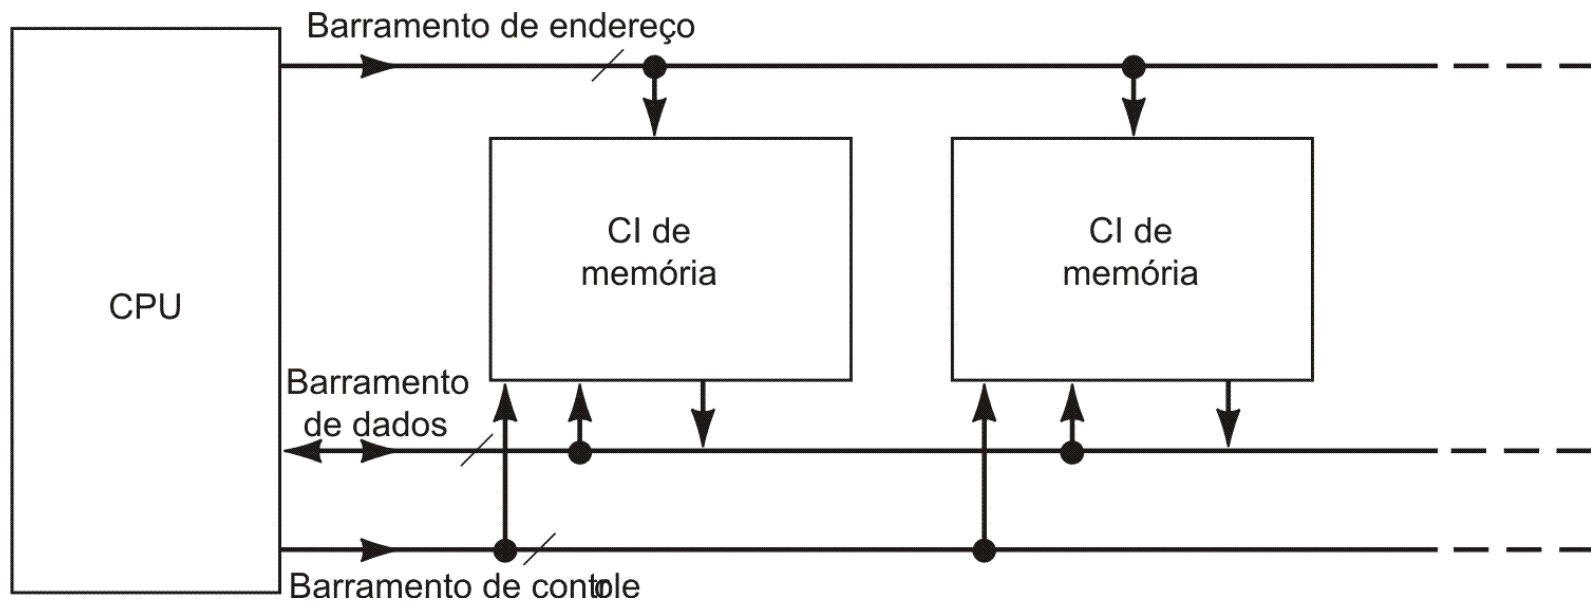 Barramento de endereço
CPU
CI de
memória
CI de
memória
Barramento
de dados
Barramento de controle